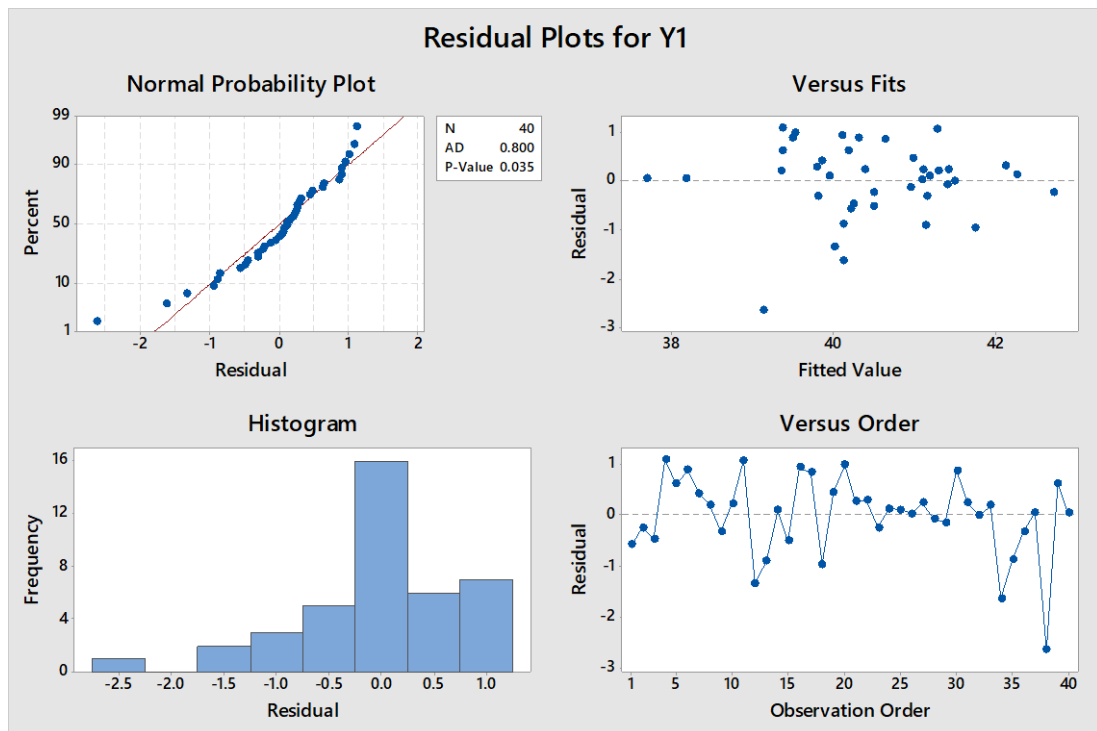 Residual Plots for Y1
Normal Probability Plot
99
90
50
10
1
Percent
-2 -1 0 1 2
Residual
N 40
AD 0.800
P-Value 0.035
Versus Fits
1
0
-1
-2
-3
Residual
38 40 42
Fitted Value
Histogram
16
12
8
4
0
Frequency
-2.5 -2.0 -1.5 -1.0 -0.5 0.0 0.5 1.0
Residual
Versus Order
1
0
-1
-2
-3
Residual
1 5 10 15 20 25 30 35 40
Observation Order